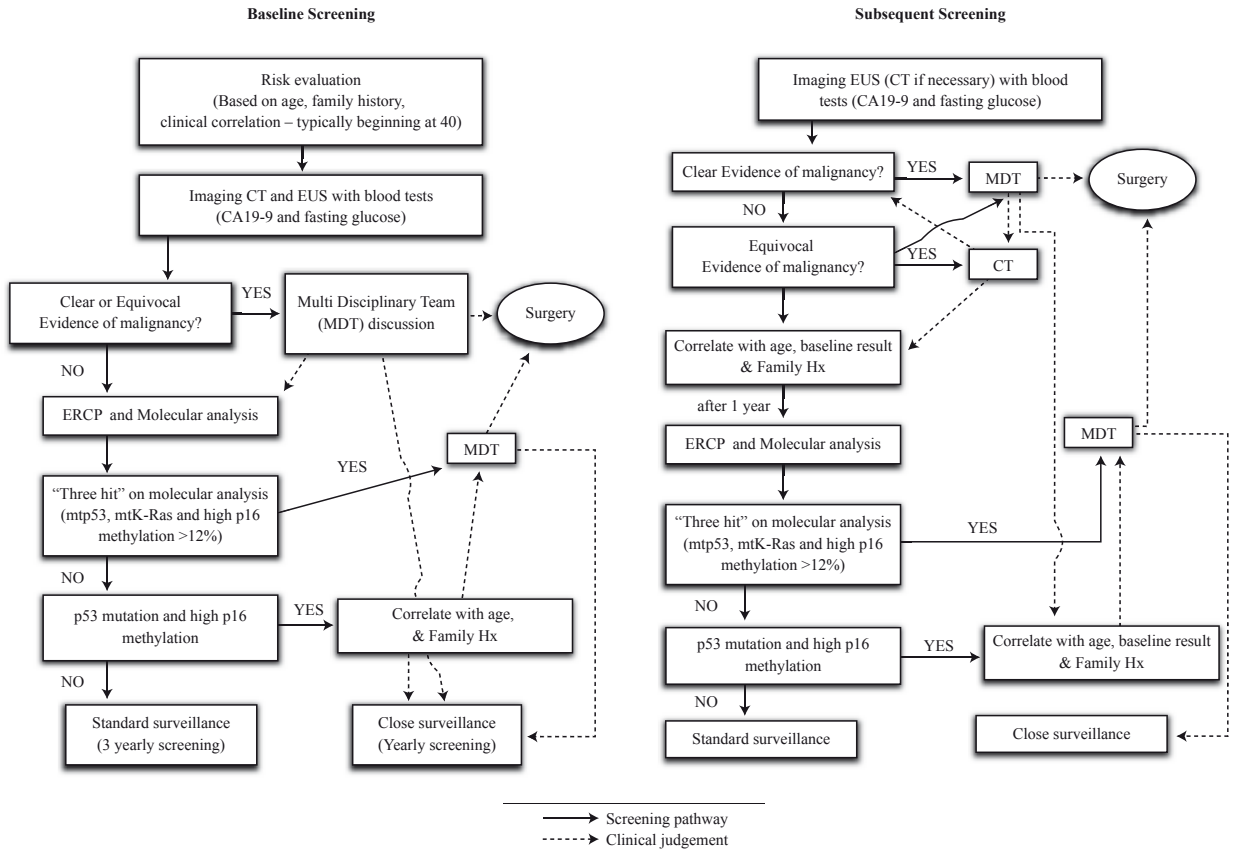 Baseline Screening
Risk evaluation
(Based on age, family history,
clinical correlation – typically beginning at 40)
Imaging CT and EUS with blood tests
(CA19-9 and fasting glucose)
Clear or Equivocal
Evidence of malignancy?
YES
Multi Disciplinary Team
(MDT) discussion
Surgery
NO
ERCP and Molecular analysis
MDT
YES
“Three hit” on molecular analysis
(mtp53, mtK-Ras and high p16
methylation >12%)
NO
p53 mutation and high p16
methylation
YES
Correlate with age,
& Family Hx
NO
Standard surveillance
(3 yearly screening)
Close surveillance
(Yearly screening)
Subsequent Screening
Imaging EUS (CT if necessary) with blood
tests (CA19-9 and fasting glucose)
Clear Evidence of malignancy?
YES
MDT
Surgery
NO
Equivocal
Evidence of malignancy?
YES
CT
Correlate with age, baseline result
& Family Hx
after 1 year
ERCP and Molecular analysis
MDT
“Three hit” on molecular analysis
(mtp53, mtK-Ras and high p16
methylation >12%)
YES
NO
p53 mutation and high p16
methylation
YES
Correlate with age, baseline result
& Family Hx
NO
Standard surveillance
Close surveillance
Screening pathway
Clinical judgement